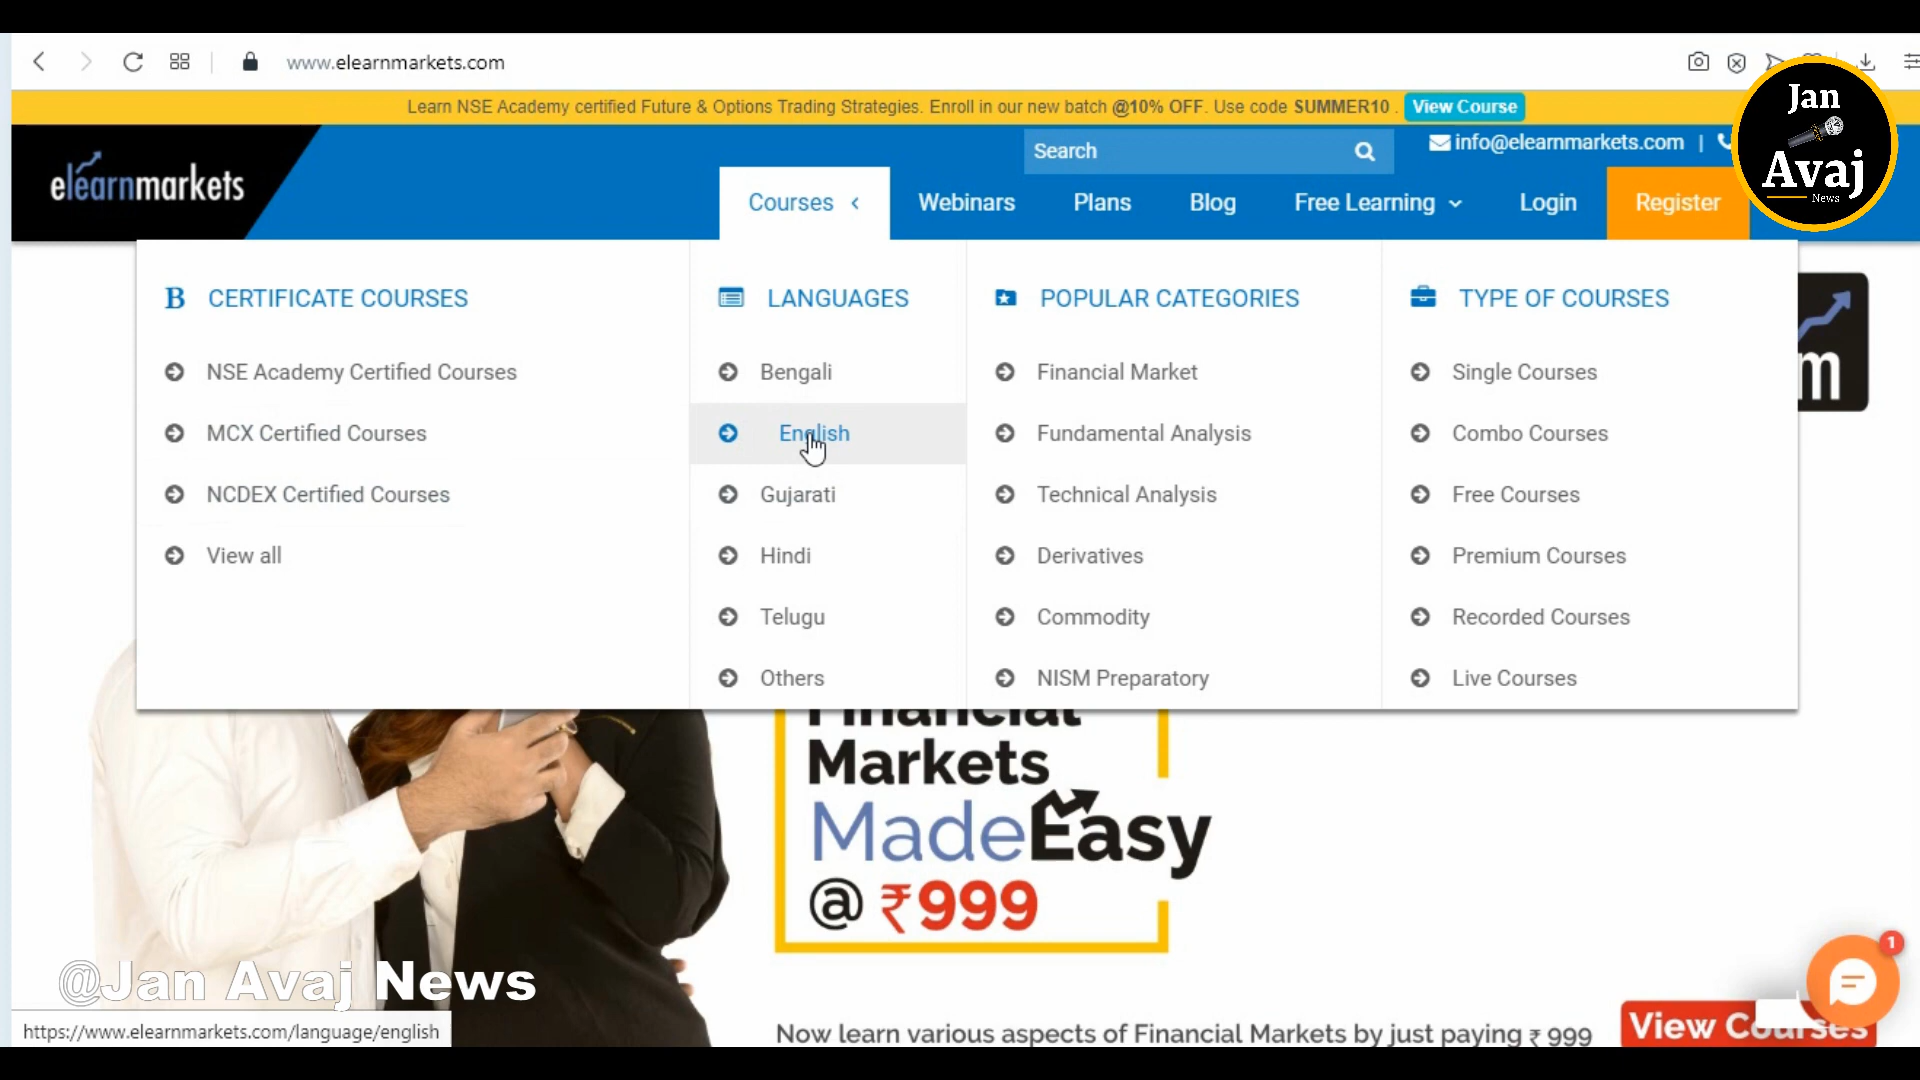 www.elearnmarkets.com
Learn NSE Academy certified Future & Options Trading Strategies. Enroll in our new batch @10% OFF. Use code SUMMER10 . View Course
Jan
Avaj
News
Search
info@elearnmarkets.com |
elearnmarkets
Courses Webinars Plans Blog Free Learning Login Register
B CERTIFICATE COURSES LANGUAGES POPULAR CATEGORIES TYPE OF COURSES
NSE Academy Certified Courses Bengali Financial Market Single Courses
MCX Certified Courses English Fundamental Analysis Combo Courses
NCDEX Certified Courses Gujarati Technical Analysis Free Courses
View all Hindi Derivatives Premium Courses
Telugu Commodity Recorded Courses
Others NISM Preparatory Live Courses
m
Financial
Markets
MadeEasy
@ ₹999
1
@Jan Avaj News
https://www.elearnmarkets.com/language/english
Now learn various aspects of Financial Markets by just paying ₹ 999
View Courses